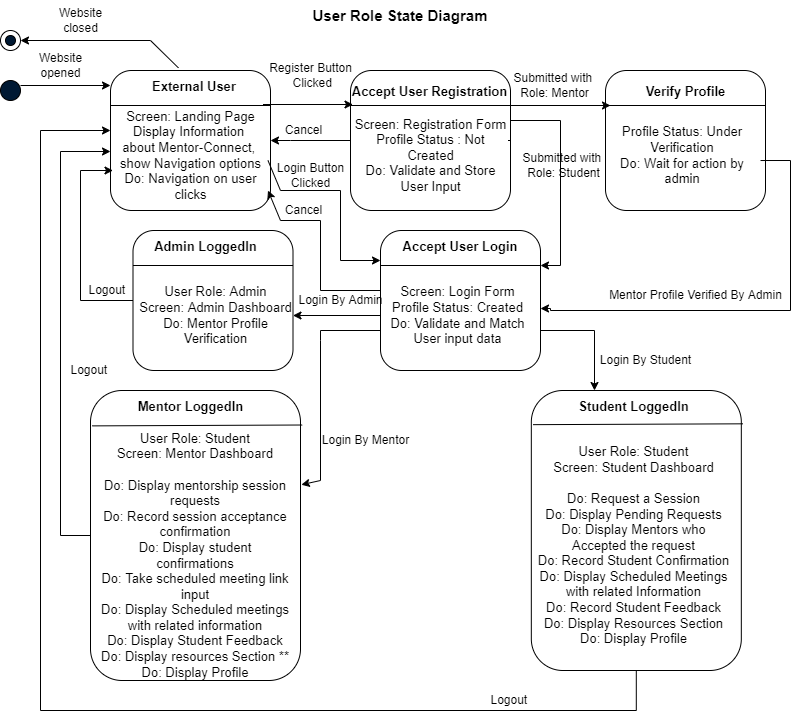 User Role State Diagram
Website
closed
Website
opened
External User
Screen: Landing Page
Display Information
about Mentor-Connect,
show Navigation options
Do: Navigation on user
clicks
Register Button
Clicked
Cancel
Login Button
Clicked
Cancel
Accept User Registration
Screen: Registration Form
Profile Status : Not
Created
Do: Validate and Store
User Input
Submitted with
Role: Mentor
Submitted with
Role: Student
Verify Profile
Profile Status: Under
Verification
Do: Wait for action by
admin
Mentor Profile Verified By Admin
Admin LoggedIn
User Role: Admin
Screen: Admin Dashboard
Do: Mentor Profile
Verification
Logout
Login By Admin
Accept User Login
Screen: Login Form
Profile Status: Created
Do: Validate and Match
User input data
Login By Student
Login By Mentor
Logout
Mentor LoggedIn
User Role: Student
Screen: Mentor Dashboard
Do: Display mentorship session
requests
Do: Record session acceptance
confirmation
Do: Display student
confirmations
Do: Take scheduled meeting link
input
Do: Display Scheduled meetings
with related information
Do: Display Student Feedback
Do: Display resources Section **
Do: Display Profile
Student LoggedIn
User Role: Student
Screen: Student Dashboard
Do: Request a Session
Do: Display Pending Requests
Do: Display Mentors who
Accepted the request
Do: Record Student Confirmation
Do: Display Scheduled Meetings
with related Information
Do: Record Student Feedback
Do: Display Resources Section
Do: Display Profile
Logout